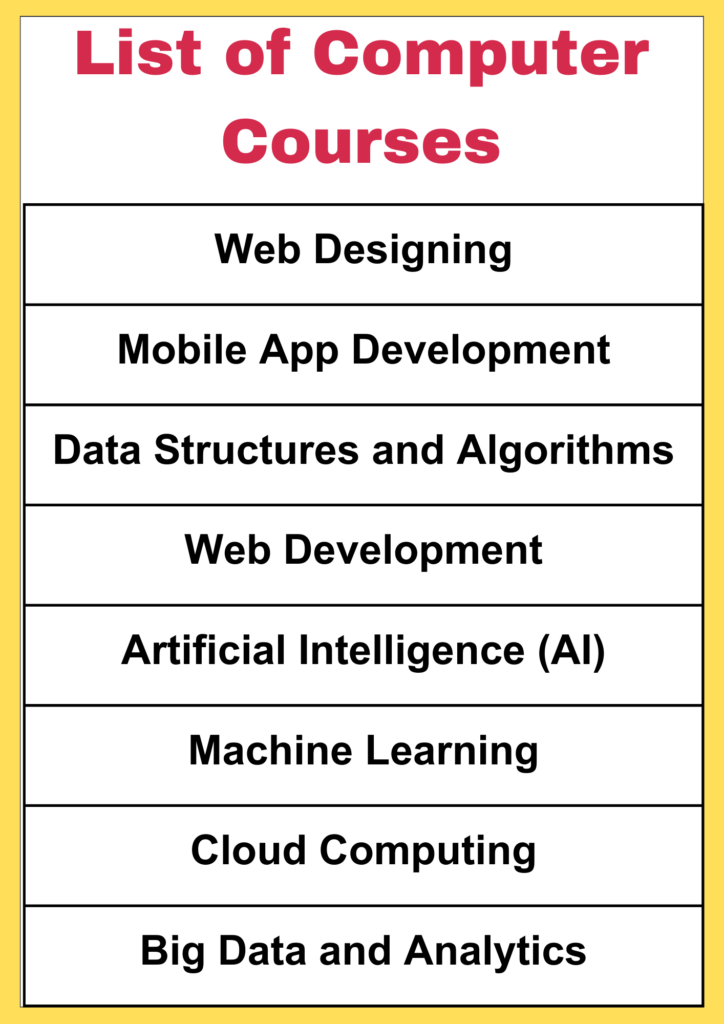 List of Computer
Courses
Web Designing
Mobile App Development
Data Structures and Algorithms
Web Development
Artificial Intelligence (AI)
Machine Learning
Cloud Computing
Big Data and Analytics